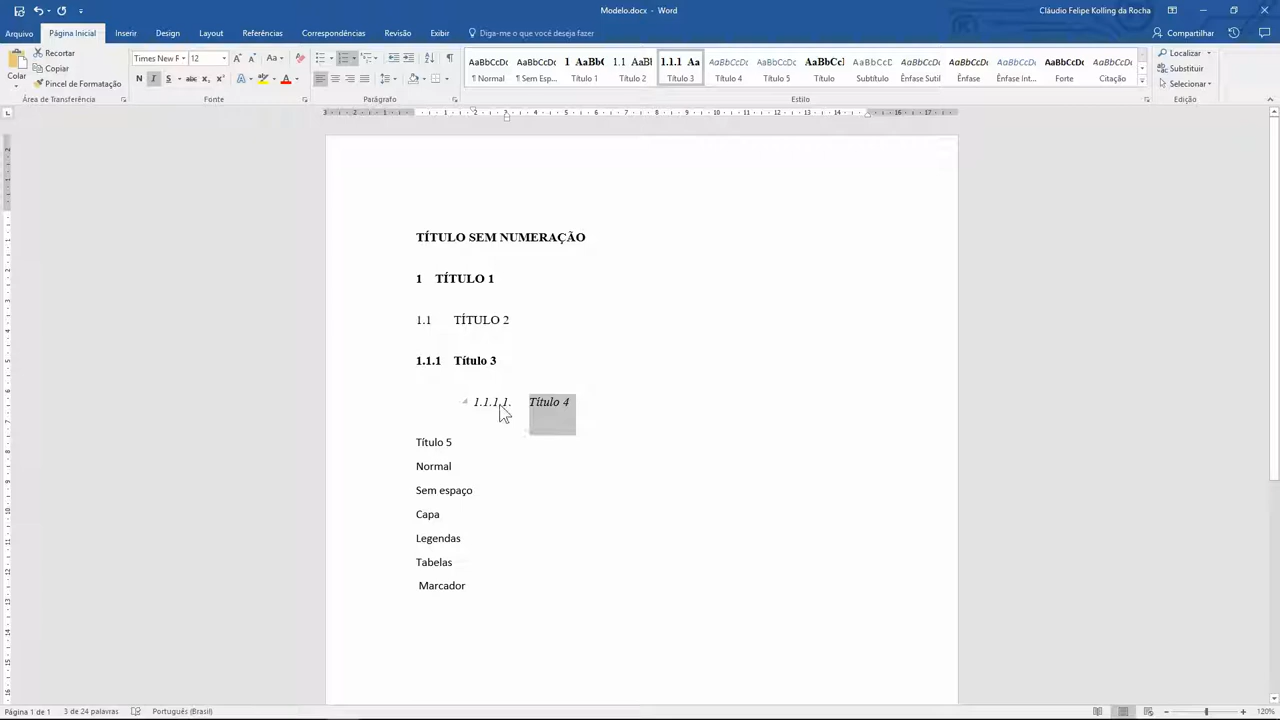 Modelo.docx - Word
Cláudio Felipe Kolling da Rocha
Arquivo
Página Inicial
Inserir
Design
Layout
Referências
Correspondências
Revisão
Exibir
Diga-me o que você deseja fazer
Compartilhar
Colar
Recortar
Copiar
Pincel de Formatação
Área de Transferência
Times New F
12
Fonte
Parágrafo
AaBbCcDc
¶ Normal
AaBbCcDc
¶ Sem Esp...
1 AaBbC
Título 1
1.1 AaBl
Título 2
1.1.1 Aa
Título 3
AaBbCcDc
Título 4
AaBbCcDc
Título 5
AaBbCc
Título
AaBbCcD
Subtítulo
AaBbCcDc
Ênfase Sutil
AaBbCcDc
Ênfase
AaBbCcDc
Ênfase Int...
AaBbCcDc
Forte
AaBbCcDc
Citação
Estilo
Localizar
Substituir
Selecionar
Edição
TÍTULO SEM NUMERAÇÃO
1 TÍTULO 1
1.1 TÍTULO 2
1.1.1 Título 3
1.1.1.1. Título 4
Título 5
Normal
Sem espaço
Capa
Legendas
Tabelas
Marcador
Página 1 de 1
3 de 24 palavras
Português (Brasil)
120%